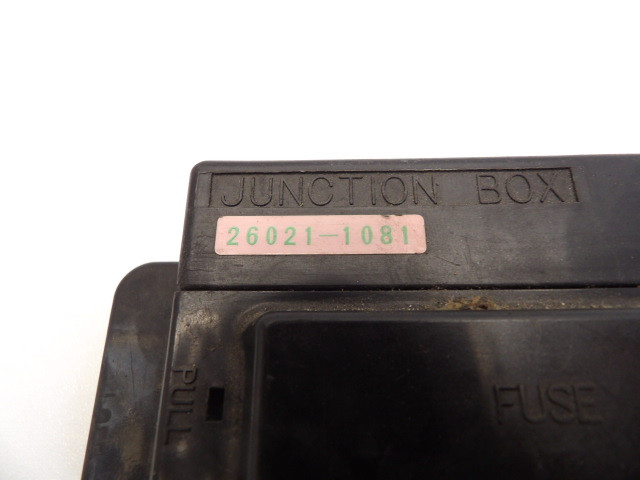 JUNCTION BOX
26021-1081
PULL
FUSE